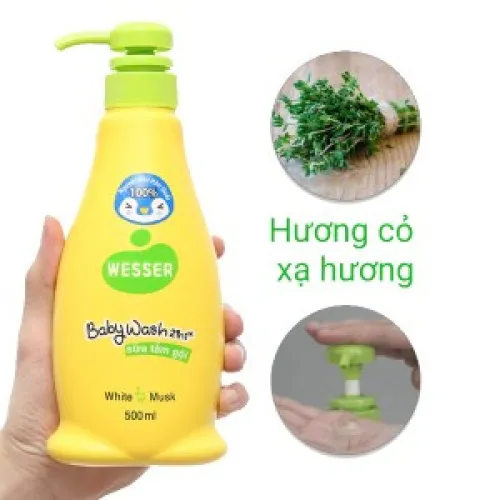 100%
WESSER
Baby Wash 2in1
sữa tắm gội
White Musk
500ml
Hương cỏ
xạ hương